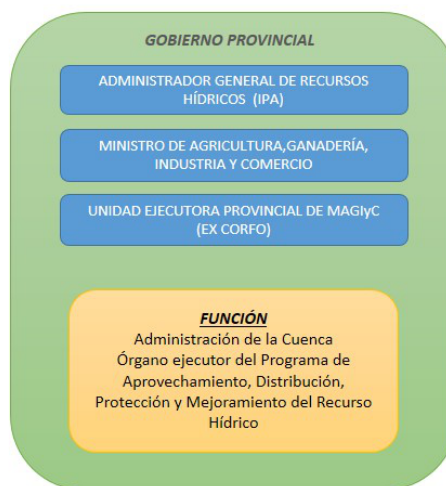 GOBIERNO PROVINCIAL
ADMINISTRADOR GENERAL DE RECURSOS
HÍDRICOS (IPA)
MINISTRO DE AGRICULTURA,GANADERÍA,
INDUSTRIA Y COMERCIO
UNIDAD EJECUTORA PROVINCIAL DE MAGIyC
(EX CORFO)
FUNCIÓN
Administración de la Cuenca
Órgano ejecutor del Programa de
Aprovechamiento, Distribución,
Protección y Mejoramiento del Recurso
Hídrico